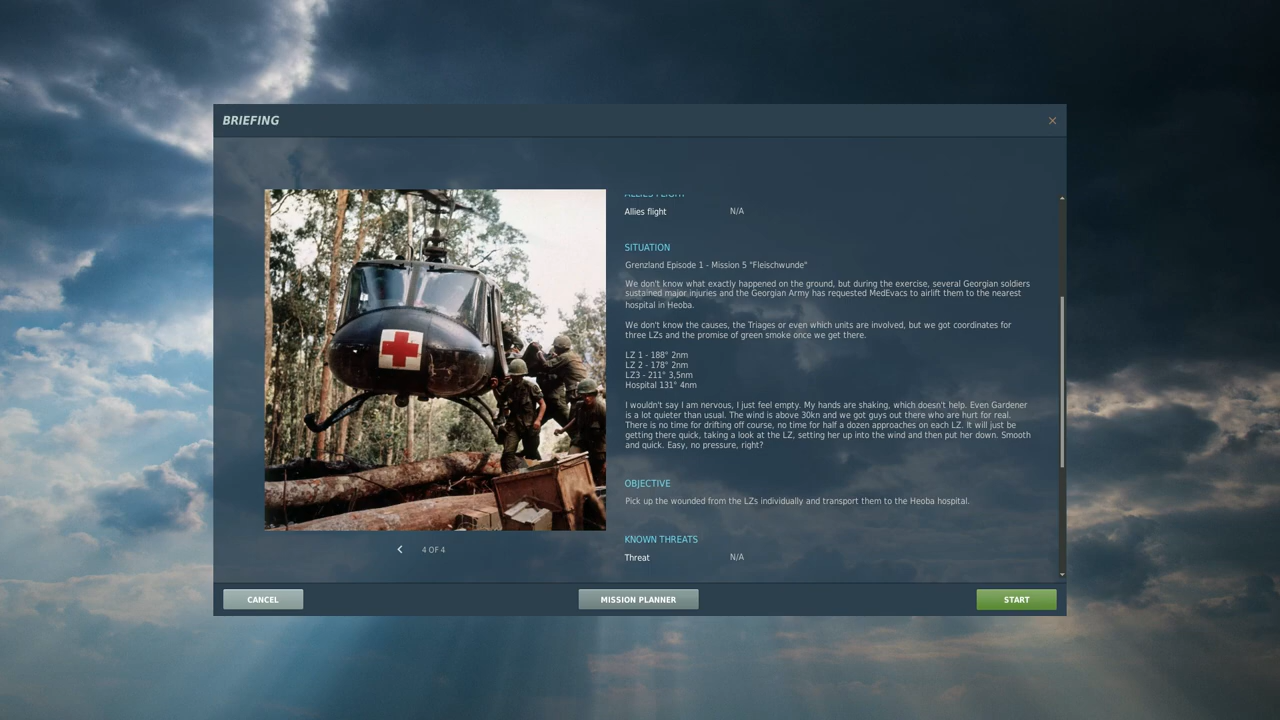 BRIEFING
ALLIES FLIGHT
Allies flight N/A
SITUATION
Grenzland Episode 1 - Mission 5 "Fleischwunde"
We don't know what exactly happened on the ground, but during the exercise, several Georgian soldiers
sustained major injuries and the Georgian Army has requested MedEvacs to airlift them to the nearest
hospital in Heoba.
We don't know the causes, the Triages or even which units are involved, but we got coordinates for
three LZs and the promise of green smoke once we get there.
LZ 1 - 188° 2nm
LZ 2 - 178° 2nm
LZ3 - 211° 3,5nm
Hospital 131° 4nm
I wouldn't say I am nervous, I just feel empty. My hands are shaking, which doesn't help. Even Gardener
is a lot quieter than usual. The wind is above 30kn and we got guys out there who are hurt for real.
There is no time for drifting off course, no time for half a dozen approaches on each LZ. It will just be
getting there quick, taking a look at the LZ, setting her up into the wind and then put her down. Smooth
and quick. Easy, no pressure, right?
OBJECTIVE
Pick up the wounded from the LZs individually and transport them to the Heoba hospital.
KNOWN THREATS
Threat N/A
4 OF 4
CANCEL
MISSION PLANNER
START